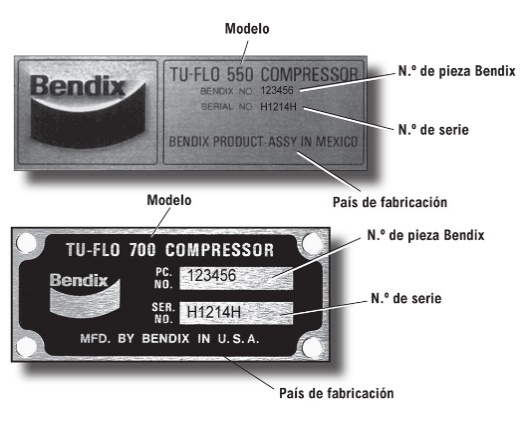 Modelo
Bendix
TU-FLO 550 COMPRESSOR
BENDIX NO. 123456
SERIAL NO. H1214H
BENDIX PRODUCT-ASSY IN MEXICO
N.º de pieza Bendix
N.º de serie
País de fabricación
Modelo
TU-FLO 700 COMPRESSOR
Bendix
PC. NO. 123456
SER. NO. H1214H
MFD. BY BENDIX IN U.S.A.
N.º de pieza Bendix
N.º de serie
País de fabricación